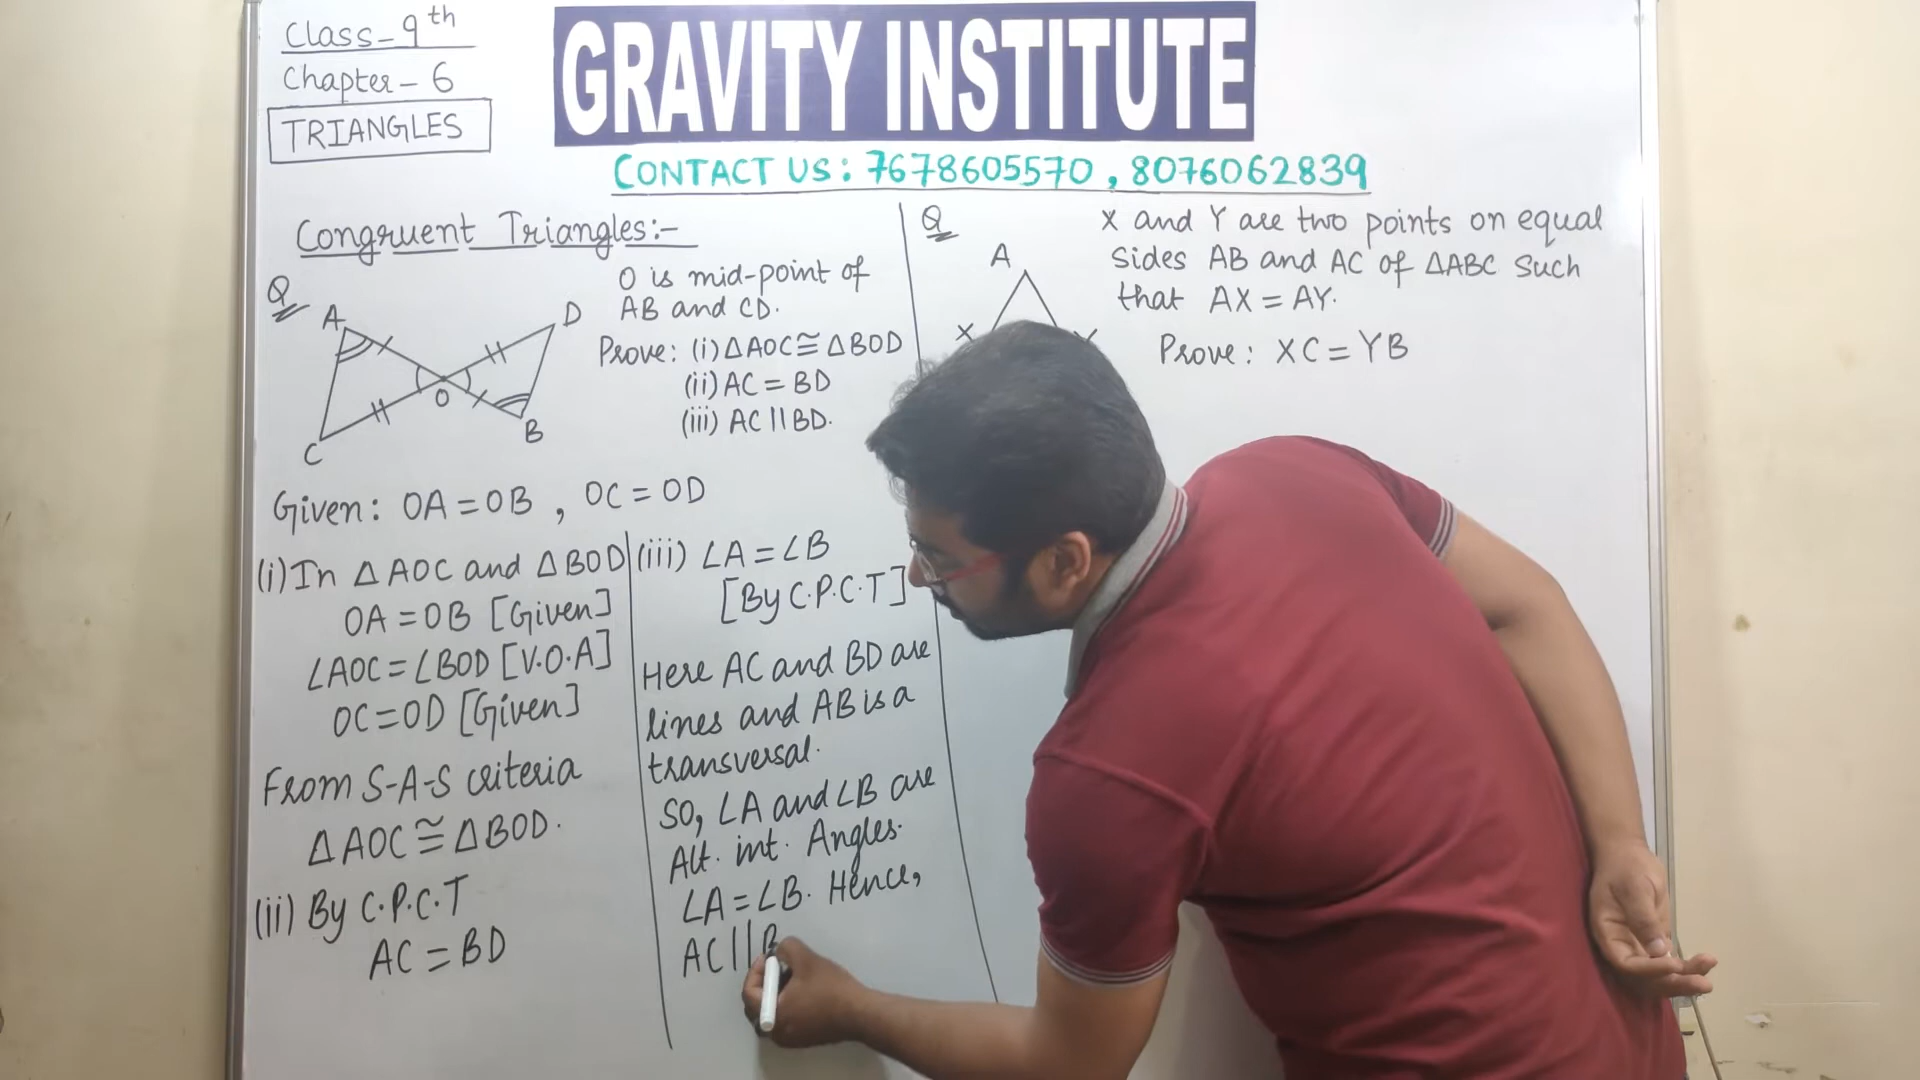 Class-9th
Chapter-6
TRIANGLES
GRAVITY INSTITUTE
CONTACT US: 7678605570, 8076062839
Congruent Triangles:-
Q
A
D
O
B
C
O is mid-point of
AB and CD.
Prove: (i) ΔAOC≅ΔBOD
(ii) AC = BD
(iii) AC || BD.
Given: OA = OB, OC = OD
(i) In ΔAOC and ΔBOD
OA = OB [Given]
∠AOC = ∠BOD [V.O.A]
OC = OD [Given]
From S-A-S criteria
ΔAOC ≅ ΔBOD.
(ii) By C.P.C.T
AC = BD
(iii) ∠A = ∠B
[By C.P.C.T]
Here AC and BD are
lines and AB is a
transversal.
So, ∠A and ∠B are
Alt. int. Angles.
∠A = ∠B. Hence,
AC || B
Q
A
X
X and Y are two points on equal
Sides AB and AC of ΔABC such
that AX = AY.
Prove: XC = YB